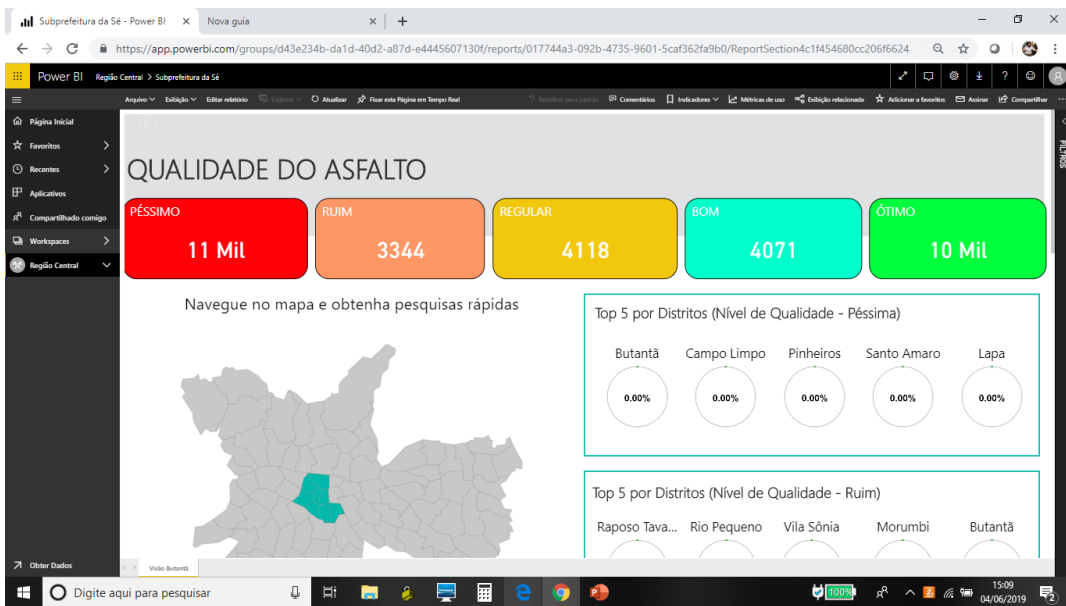 Subprefeitura da Sé - Power BI
Nova guia
https://app.powerbi.com/groups/d43e234b-da1d-40d2-a87d-e4445607130f/reports/017744a3-092b-4735-9601-5caf362fa9b0/ReportSection4c1f454680cc206f6624
Power BI Região Central > Subprefeitura da Sé
Arquivo Exibição Editar relatório Explorar Atualizar Fixar esta Página em Tempo Real Redefinir para padrão Comentários Indicadores Métricas de uso Exibição relacionada Adicionar a favoritos Assinar Compartilhar
Página Inicial
Favoritos
Recentes
Aplicativos
Compartilhado comigo
Workspaces
Região Central
Obter Dados
FILTROS
QUALIDADE DO ASFALTO
PÉSSIMO
11 Mil
RUIM
3344
REGULAR
4118
BOM
4071
ÓTIMO
10 Mil
Navegue no mapa e obtenha pesquisas rápidas
Top 5 por Distritos (Nível de Qualidade - Péssima)
Butantã Campo Limpo Pinheiros Santo Amaro Lapa
0.00% 0.00% 0.00% 0.00% 0.00%
Top 5 por Distritos (Nível de Qualidade - Ruim)
Raposo Tava... Rio Pequeno Vila Sônia Morumbi Butantã
Visão Butantã
Digite aqui para pesquisar
100%
15:09
04/06/2019
2